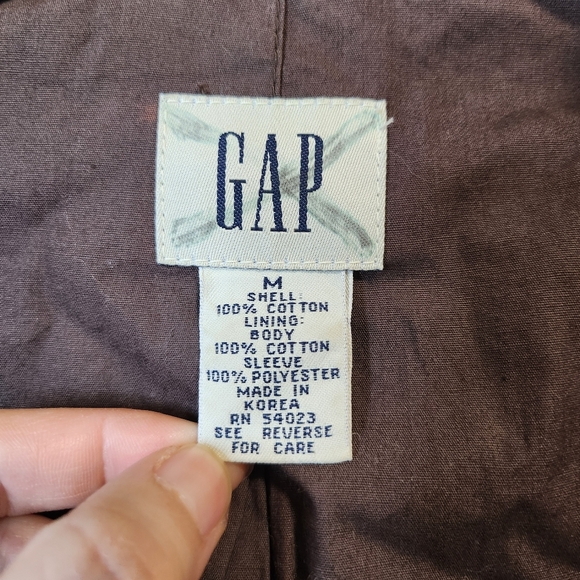 GAP
M
SHELL:
100% COTTON
LINING:
BODY
100% COTTON
SLEEVE
100% POLYESTER
MADE IN
KOREA
RN 54023
SEE REVERSE
FOR CARE